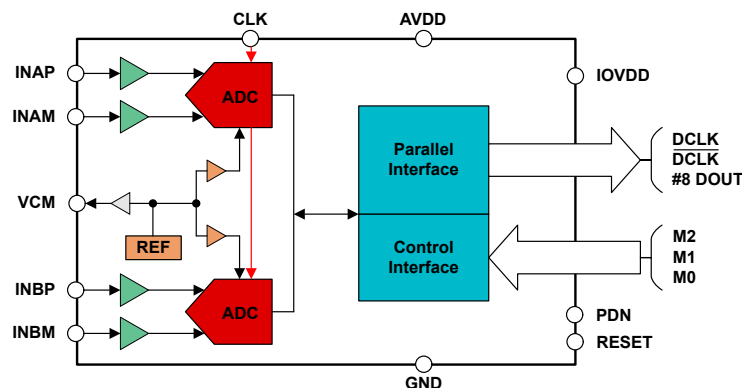 CLK
AVDD
INAP
INAM
ADC
IOVDD
Parallel
Interface
DCLK
DCLK
#8 DOUT
VCM
REF
Control
Interface
M2
M1
M0
INBP
INBM
ADC
PDN
RESET
GND